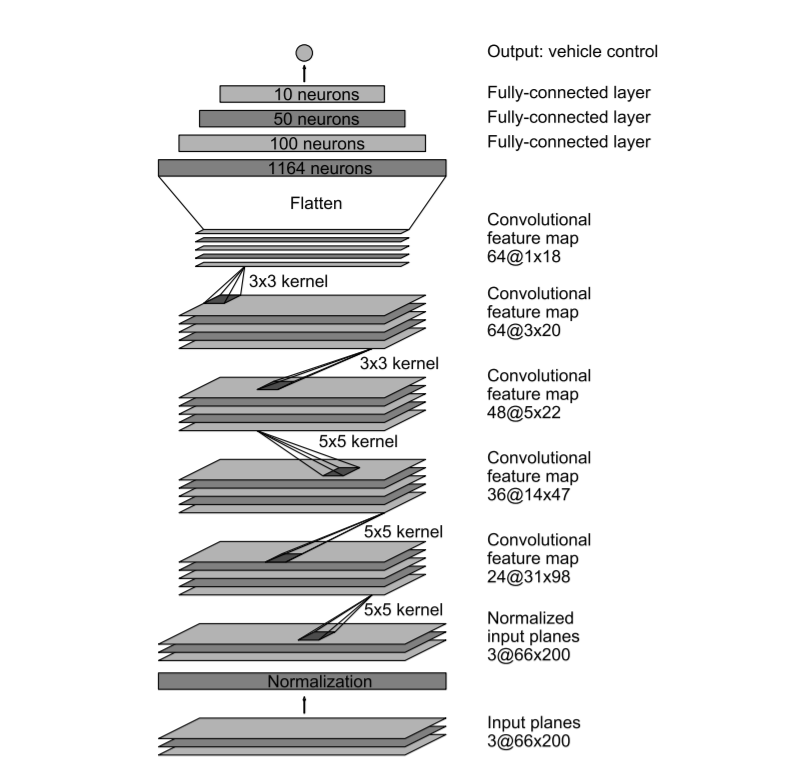 Output: vehicle control
10 neurons
Fully-connected layer
50 neurons
Fully-connected layer
100 neurons
Fully-connected layer
1164 neurons
Flatten
Convolutional
feature map
64@1x18
3x3 kernel
Convolutional
feature map
64@3x20
3x3 kernel
Convolutional
feature map
48@5x22
5x5 kernel
Convolutional
feature map
36@14x47
5x5 kernel
Convolutional
feature map
24@31x98
5x5 kernel
Normalized
input planes
3@66x200
Normalization
Input planes
3@66x200